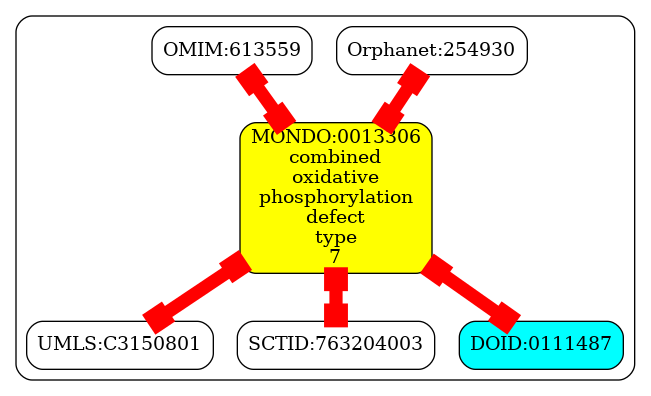 OMIM:613559
Orphanet:254930
MONDO:0013306
combined
oxidative
phosphorylation
defect
type
7
UMLS:C3150801
SCTID:763204003
DOID:0111487